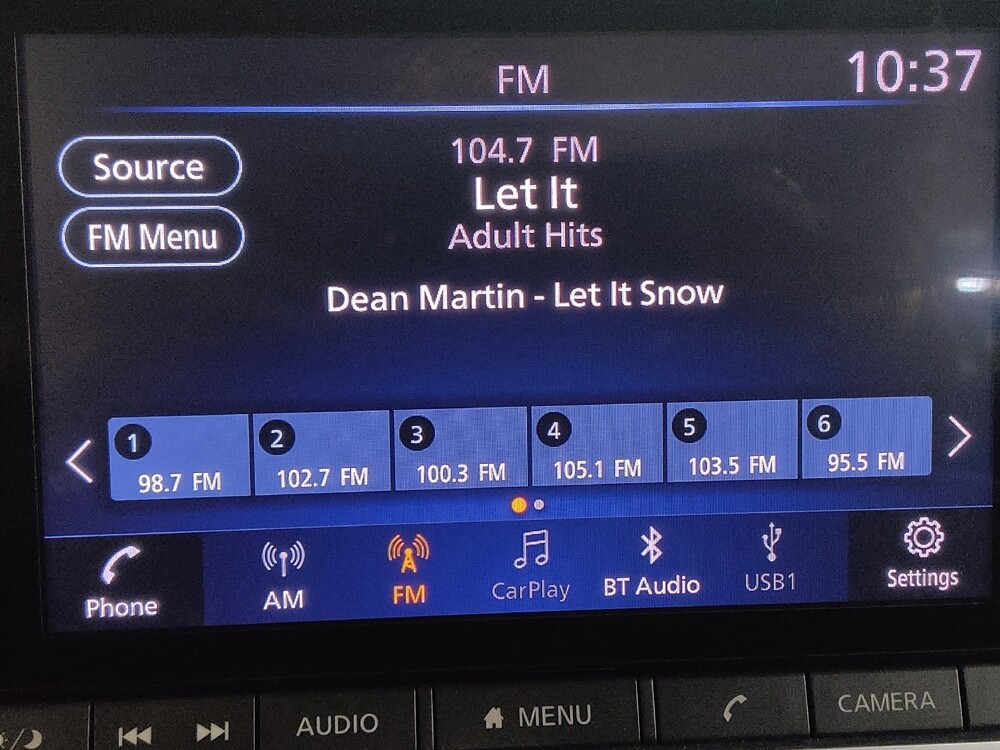 FM
10:37
Source
FM Menu
104.7 FM
Let It
Adult Hits
Dean Martin - Let It Snow
1
98.7 FM
2
102.7 FM
3
100.3 FM
4
105.1 FM
5
103.5 FM
6
95.5 FM
Phone
AM
FM
CarPlay
BT Audio
USB1
Settings
AUDIO
MENU
CAMERA